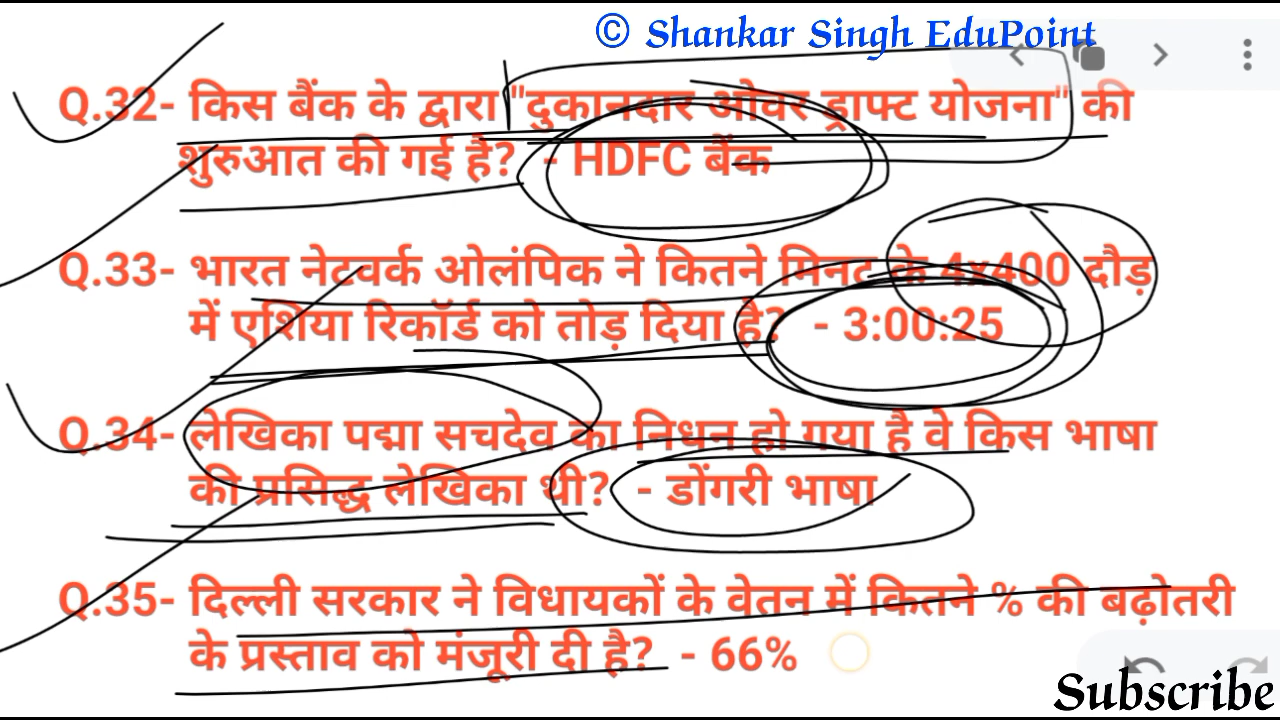 © Shankar Singh EduPoint
Q.32- किस बैंक के द्वारा "दुकानदार ओवर ड्राफ्ट योजना" की
शुरुआत की गई है? - HDFC बैंक
Q.33- भारत नेटवर्क ओलंपिक ने कितने मिनट के 4x400 दौड़
में एशिया रिकॉर्ड को तोड़ दिया है? - 3:00:25
Q.34- लेखिका पद्मा सचदेव का निधन हो गया है वे किस भाषा
की प्रसिद्ध लेखिका थी? - डोंगरी भाषा
Q.35- दिल्ली सरकार ने विधायकों के वेतन में कितने % की बढ़ोतरी
के प्रस्ताव को मंजूरी दी है? - 66%
Subscribe